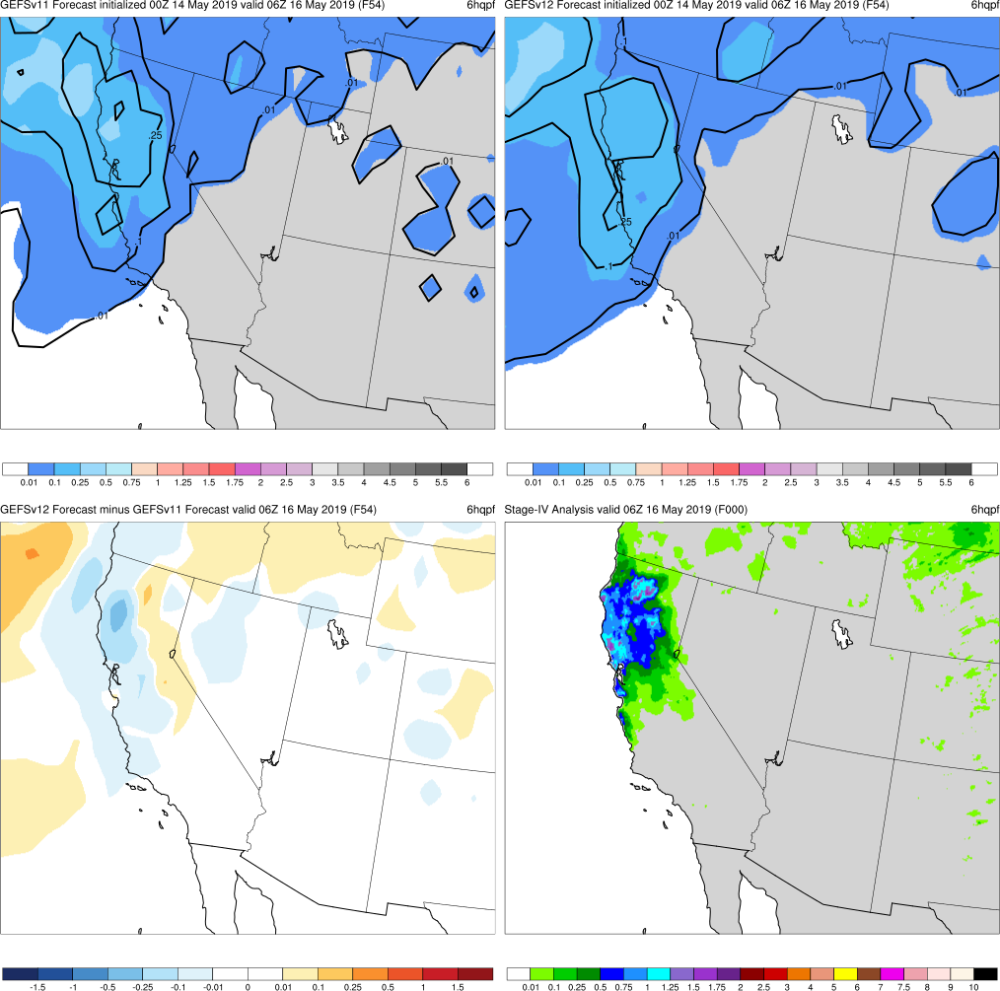 GEFSv11 Forecast initialized 00Z 14 May 2019 valid 06Z 16 May 2019 (F54) 6hqpf
GEFSv12 Forecast initialized 00Z 14 May 2019 valid 06Z 16 May 2019 (F54) 6hqpf
.01
.01
.25
.01
.1
.01
.1
.01
.01
.25
.01
.1
0.01 0.1 0.25 0.5 0.75 1 1.25 1.5 1.75 2 2.5 3 3.5 4 4.5 5 5.5 6
0.01 0.1 0.25 0.5 0.75 1 1.25 1.5 1.75 2 2.5 3 3.5 4 4.5 5 5.5 6
GEFSv12 Forecast minus GEFSv11 Forecast valid 06Z 16 May 2019 (F54) 6hqpf
Stage-IV Analysis valid 06Z 16 May 2019 (F000) 6hqpf
-1.5 -1 -0.5 -0.25 -0.1 -0.01 0 0.01 0.1 0.25 0.5 1 1.5
0.01 0.1 0.25 0.5 0.75 1 1.25 1.5 1.75 2 2.5 3 4 5 6 7 7.5 8 9 10